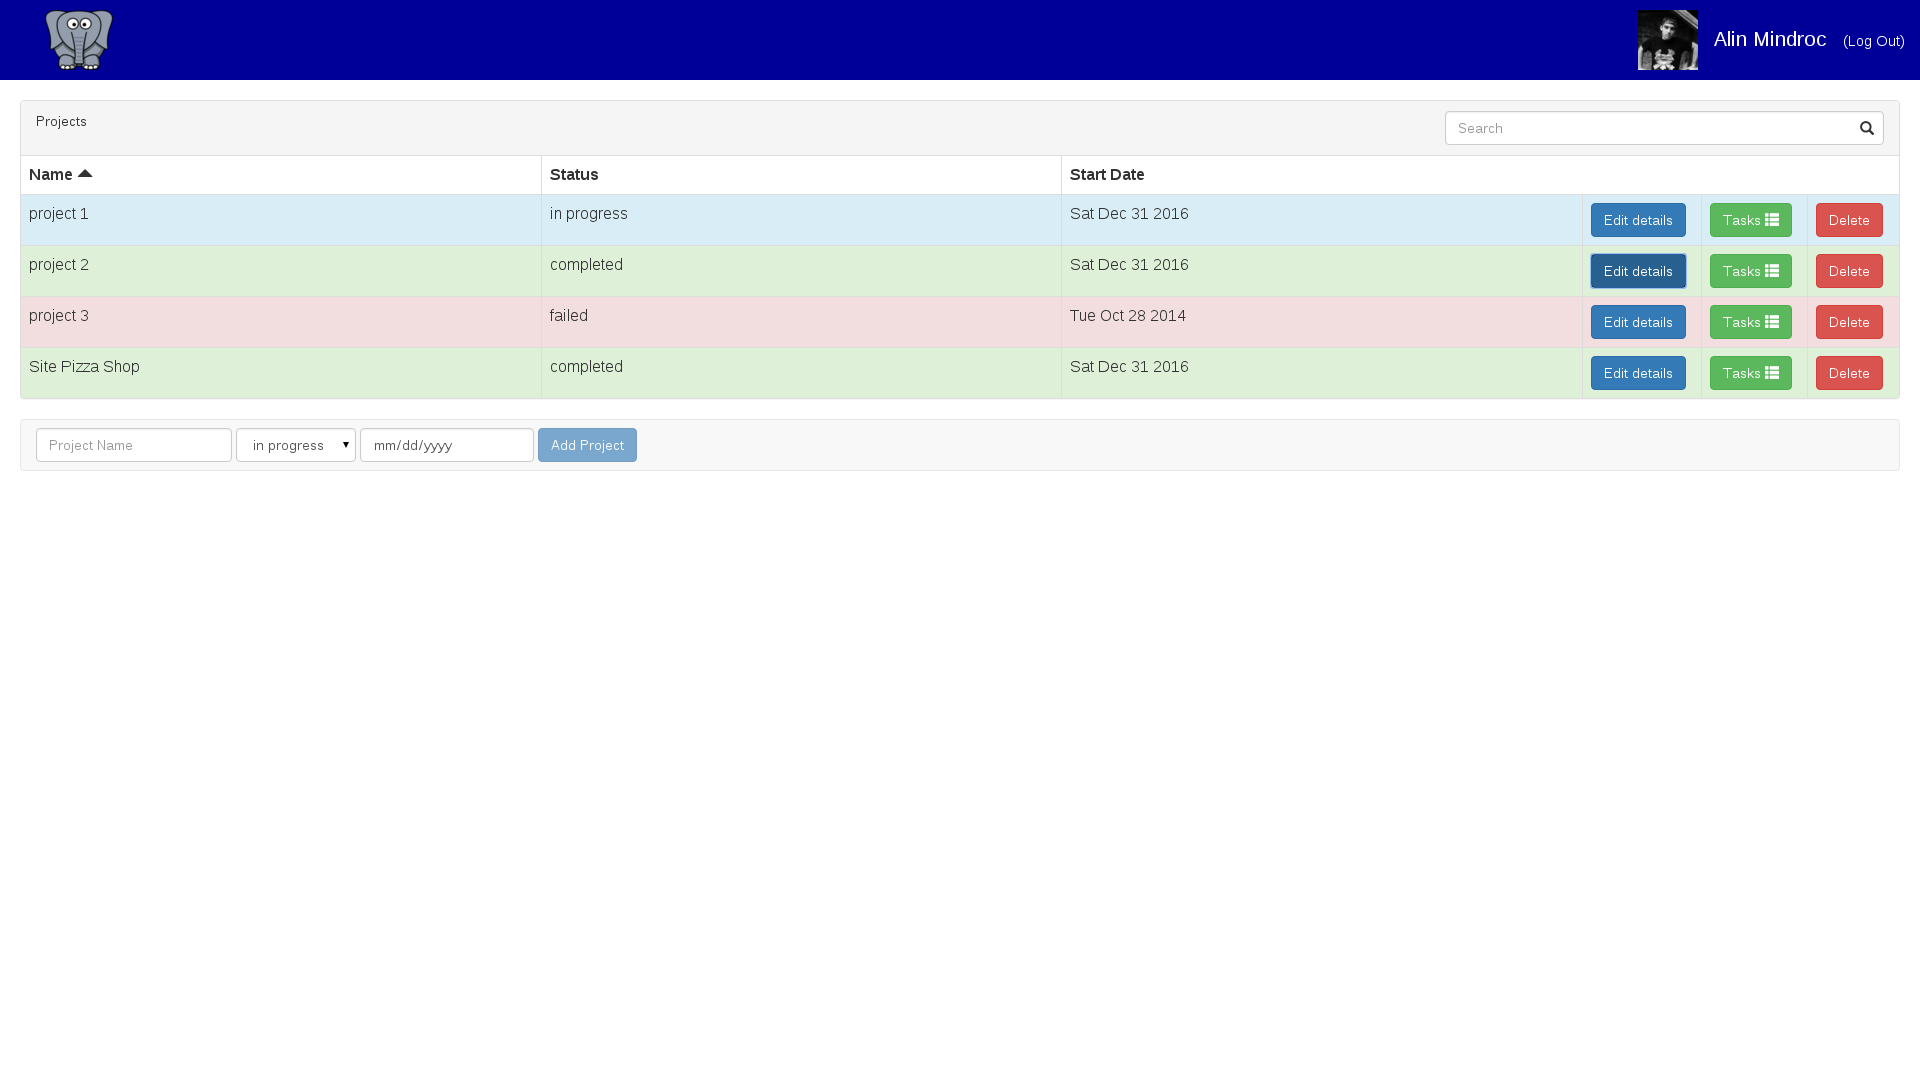 Alin Mindroc (Log Out)
Projects
Search
Name Status Start Date
project 1 in progress Sat Dec 31 2016 Edit details Tasks Delete
project 2 completed Sat Dec 31 2016 Edit details Tasks Delete
project 3 failed Tue Oct 28 2014 Edit details Tasks Delete
Site Pizza Shop completed Sat Dec 31 2016 Edit details Tasks Delete
Project Name in progress mm/dd/yyyy Add Project